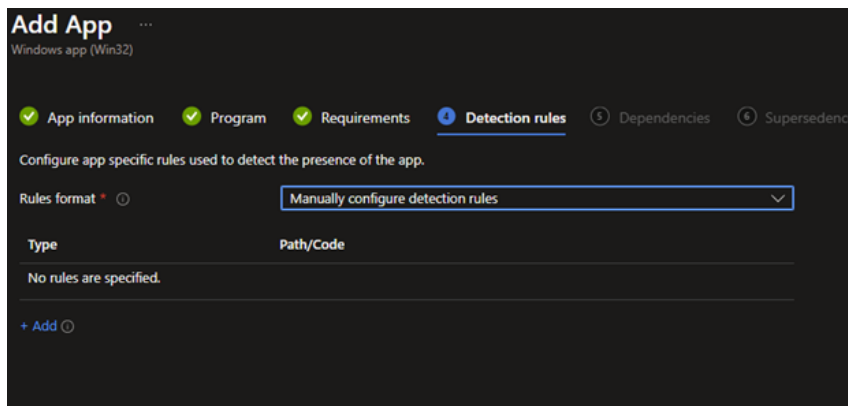 Add App ...
Windows app (Win32)
App information Program Requirements 4 Detection rules 5 Dependencies 6 Supersedenc
Configure app specific rules used to detect the presence of the app.
Rules format * Manually configure detection rules
Type Path/Code
No rules are specified.
+ Add